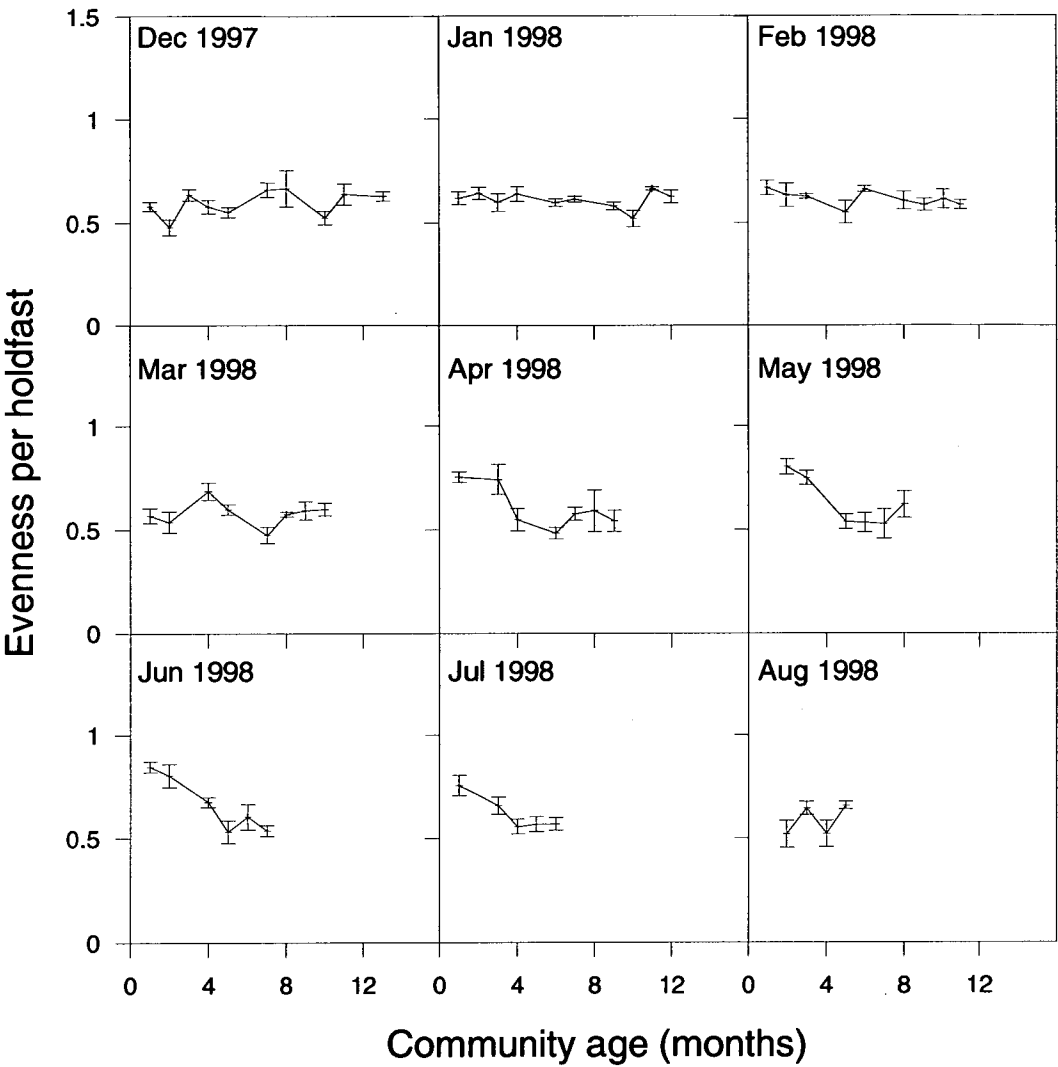 1.5
Dec 1997
Jan 1998
Feb 1998
1
0.5
0
Mar 1998
Apr 1998
May 1998
1
0.5
0
Jun 1998
Jul 1998
Aug 1998
1
0.5
0
0 4 8 12 0 4 8 12 0 4 8 12
Evenness per holdfast
Community age (months)